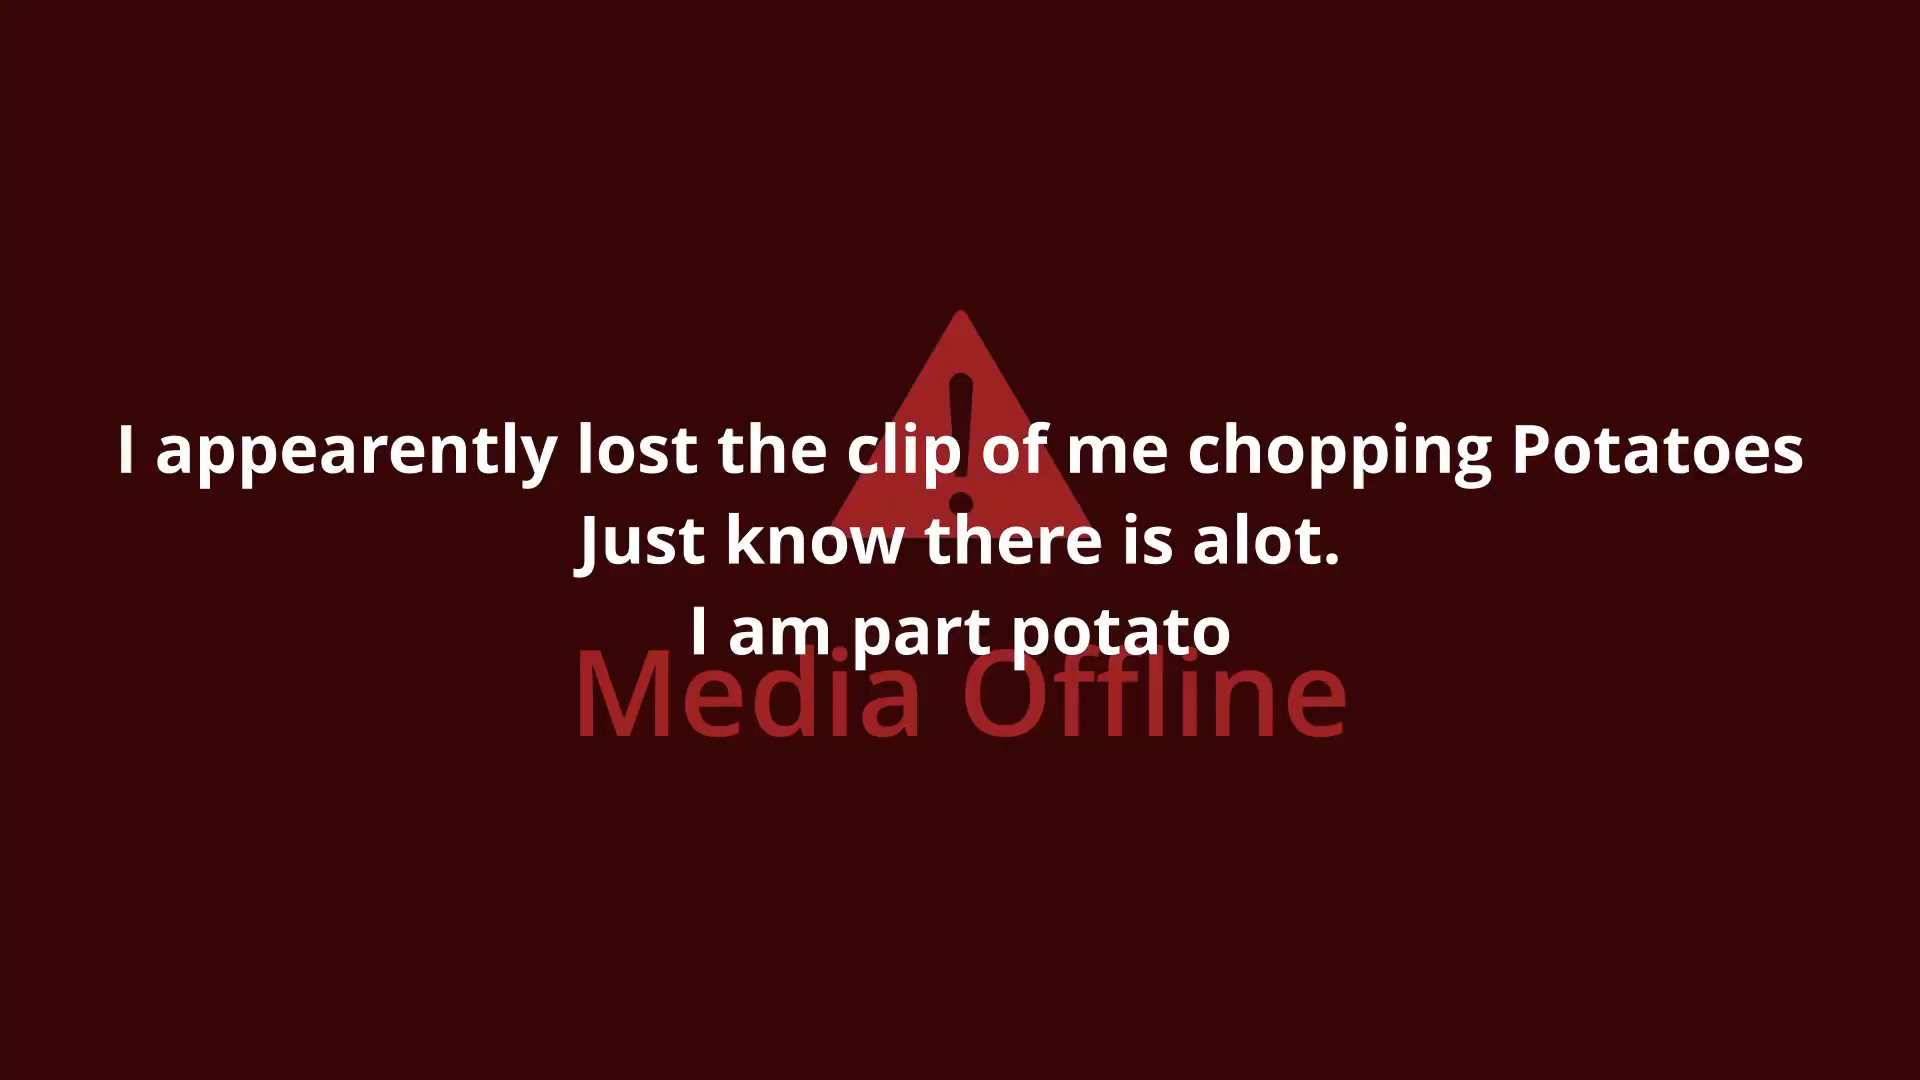 I appearently lost the clip of me chopping Potatoes
Just know there is alot.
I am part potato
Media Offline